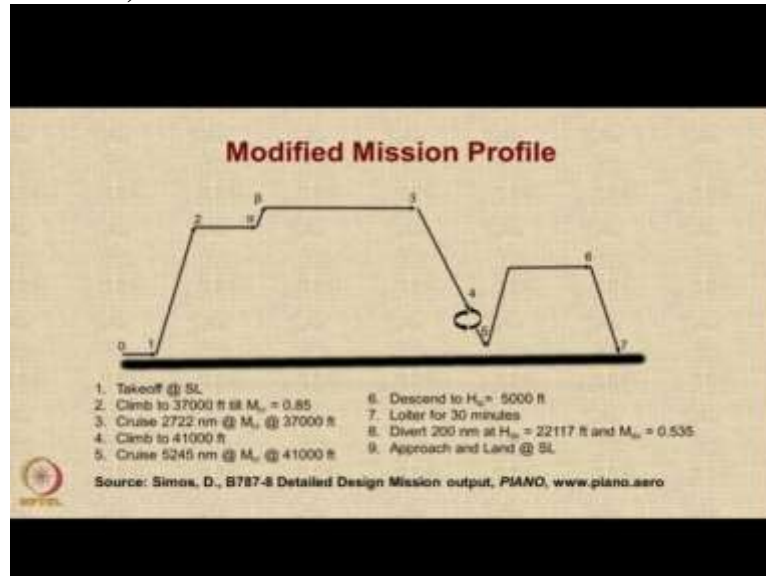 Modified Mission Profile
β
2
α
3
4
6
5
0
1
7
1. Takeoff @ SL
2. Climb to 37000 ft till Mcr = 0.85
3. Cruise 2722 nm @ Mcr @ 37000 ft
4. Climb to 41000 ft
5. Cruise 5245 nm @ Mcr @ 41000 ft
6. Descend to = 5000 ft
7. Loiter for 30 minutes
8. Divert 200 nm at = 22117 ft and = 0.535
9. Approach and Land @ SL
Source: Simos, D., B787-8 Detailed Design Mission output, PIANO, www.piano.aero
NPTEL